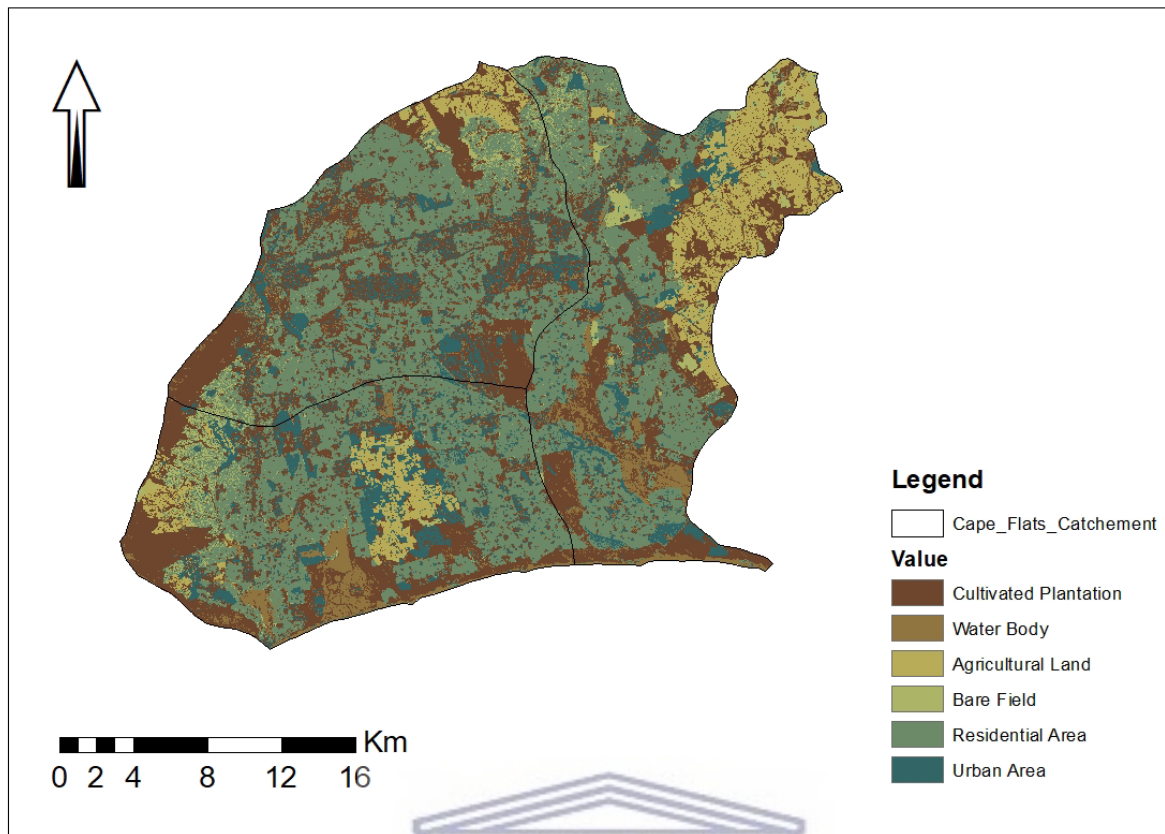 Legend
Cape_Flats_Catchement
Value
Cultivated Plantation
Water Body
Agricultural Land
Bare Field
Residential Area
Urban Area
Km
0 2 4 8 12 16